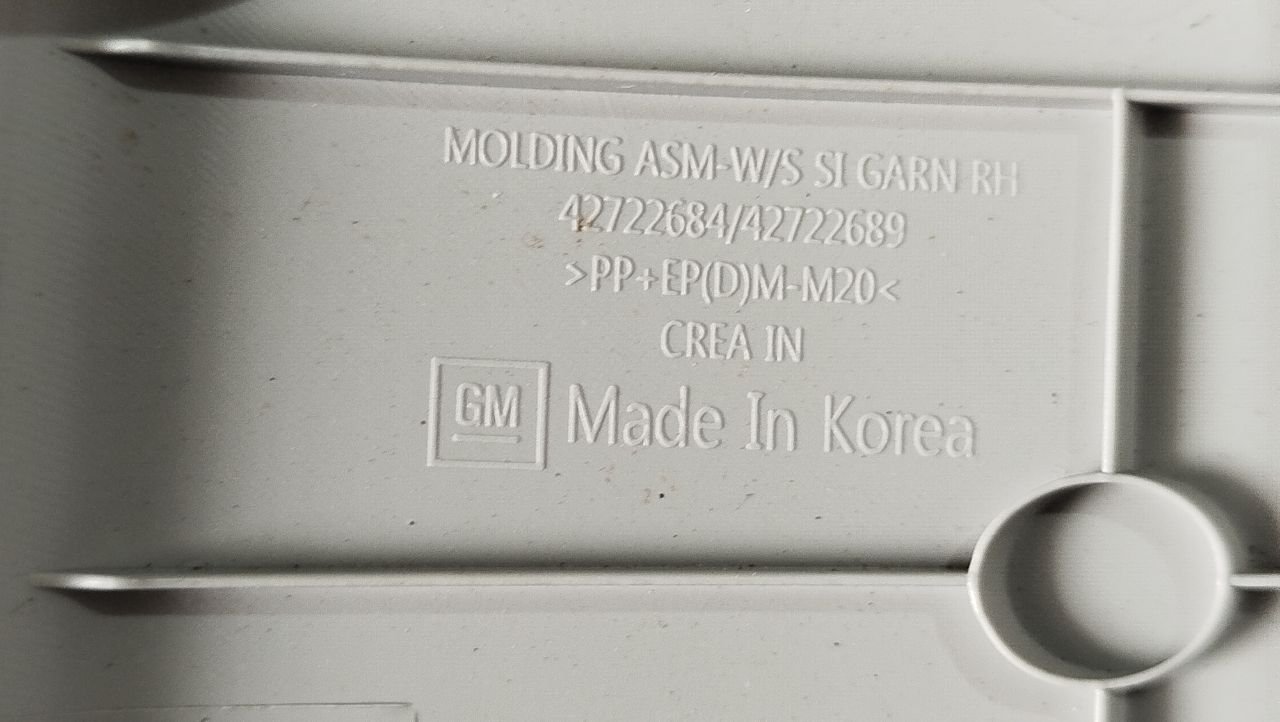 MOLDING ASM-W/S SI GARN RH
42722684/42722689
>PP+EP(D)M-M20<
CREA IN
GM Made In Korea